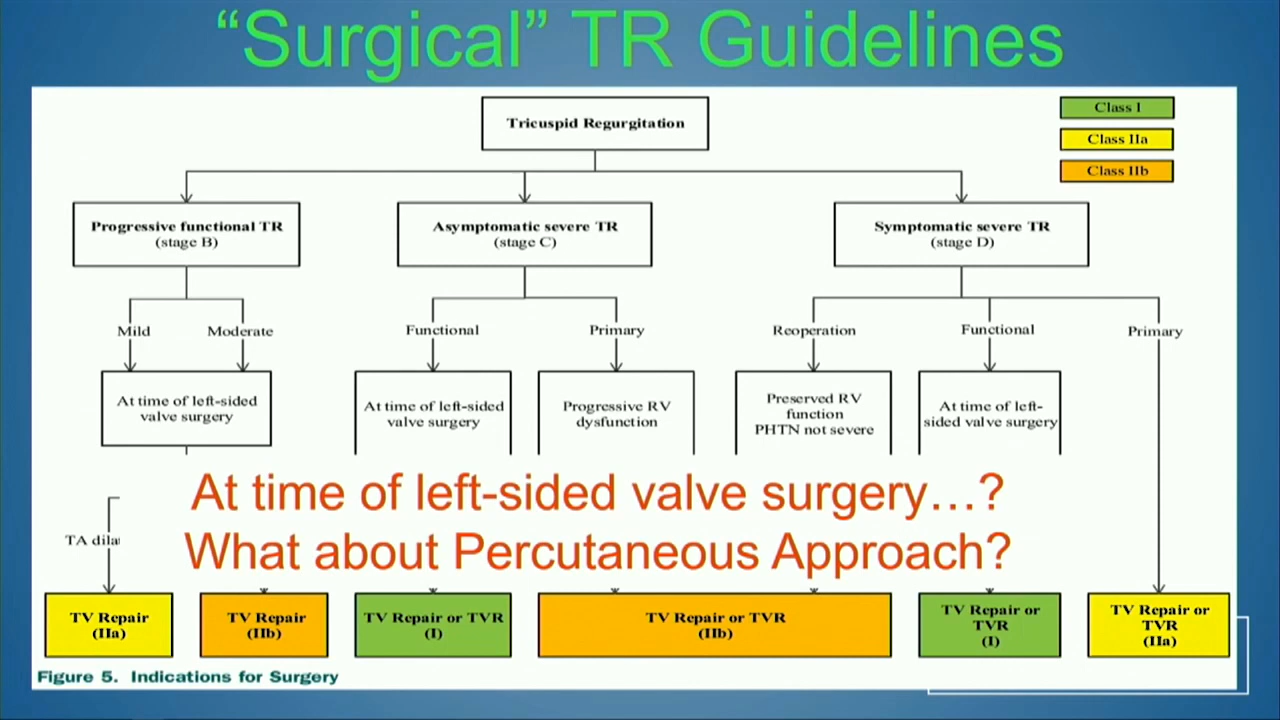 “Surgical” TR Guidelines
Tricuspid Regurgitation
Class I
Class IIa
Class IIb
Progressive functional TR
(stage B)
Asymptomatic severe TR
(stage C)
Symptomatic severe TR
(stage D)
Mild
Moderate
Functional
Primary
Reoperation
Functional
Primary
At time of left-sided
valve surgery
At time of left-sided
valve surgery
Progressive RV
dysfunction
Preserved RV
function
PHTN not severe
At time of left-
sided valve surgery
At time of left-sided valve surgery…?
What about Percutaneous Approach?
TA
TV Repair
(IIa)
TV Repair
(IIb)
TV Repair or TVR
(I)
TV Repair or TVR
(IIb)
TV Repair or
TVR
(I)
TV Repair or
TVR
(IIa)
Figure 5. Indications for Surgery